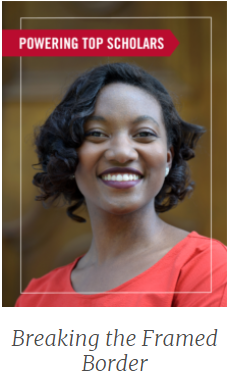 POWERING TOP SCHOLARS
Breaking the Framed
Border